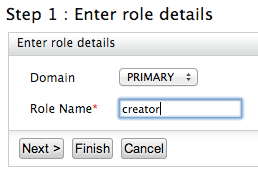 Step 1 : Enter role details
Enter role details
Domain PRIMARY
Role Name* creator
Next > Finish Cancel